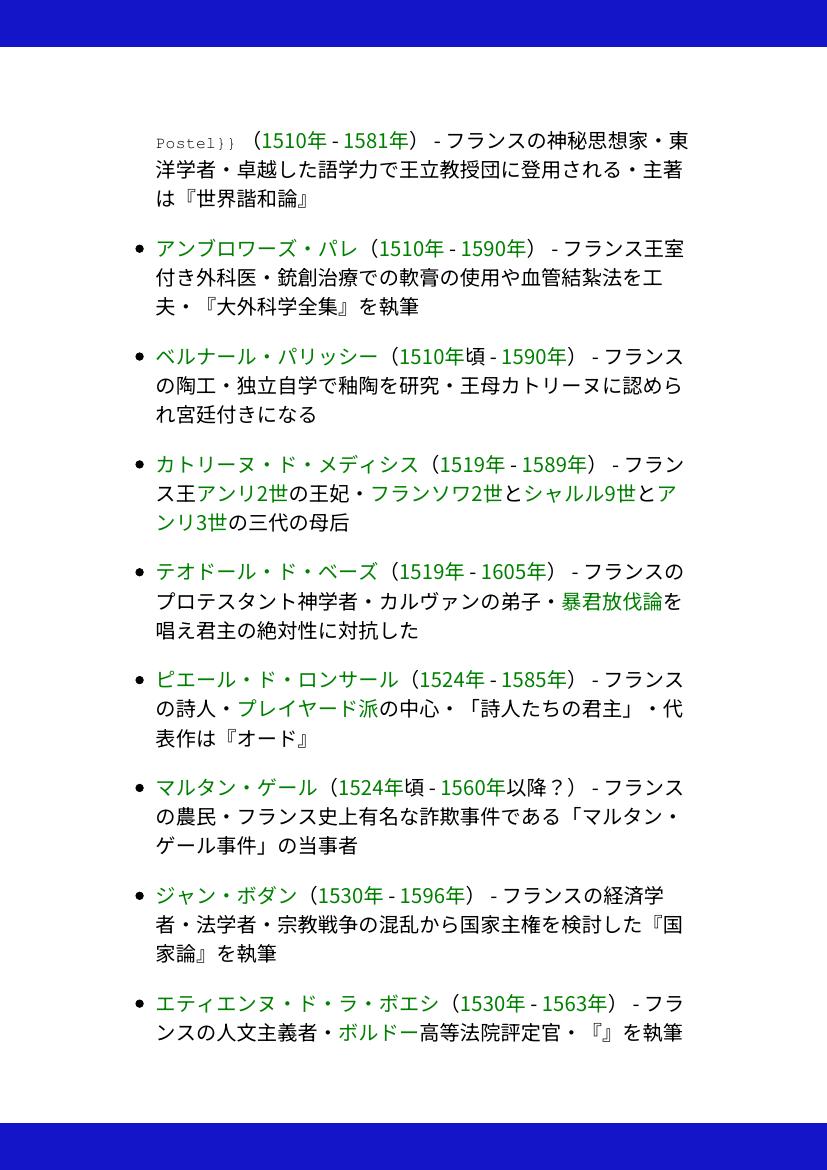 Postel}} （1510年 - 1581年） - フランスの神秘思想家・東
洋学者・卓越した語学力で王立教授団に登用される・主著
は『世界諧和論』
● アンブロワーズ・パレ（1510年 - 1590年） - フランス王室
付き外科医・銃創治療での軟膏の使用や血管結紮法を工
夫・『大外科学全集』を執筆
● ベルナール・パリッシー（1510年頃 - 1590年） - フランス
の陶工・独立自学で釉陶を研究・王母カトリーヌに認めら
れ宮廷付きになる
● カトリーヌ・ド・メディシス（1519年 - 1589年） - フラン
ス王アンリ2世の王妃・フランソワ2世とシャルル9世とア
ンリ3世の三代の母后
● テオドール・ド・ベーズ（1519年 - 1605年） - フランスの
プロテスタント神学者・カルヴァンの弟子・暴君放伐論を
唱え君主の絶対性に対抗した
● ピエール・ド・ロンサール（1524年 - 1585年） - フランス
の詩人・プレイヤード派の中心・「詩人たちの君主」・代
表作は『オード』
● マルタン・ゲール（1524年頃 - 1560年以降？） - フランス
の農民・フランス史上有名な詐欺事件である「マルタン・
ゲール事件」の当事者
● ジャン・ボダン（1530年 - 1596年） - フランスの経済学
者・法学者・宗教戦争の混乱から国家主権を検討した『国
家論』を執筆
● エティエンヌ・ド・ラ・ボエシ（1530年 - 1563年） - フラ
ンスの人文主義者・ボルドー高等法院評定官・『』を執筆